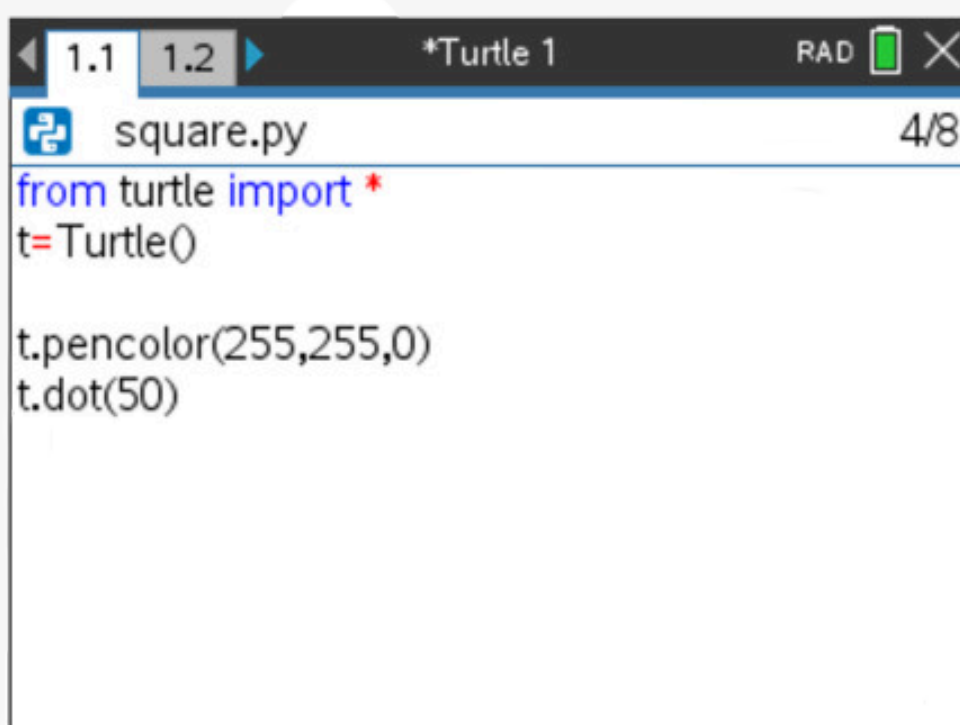 1.1 1.2 *Turtle 1 RAD
square.py 4/8
from turtle import *
t=Turtle()
t.pencolor(255,255,0)
t.dot(50)